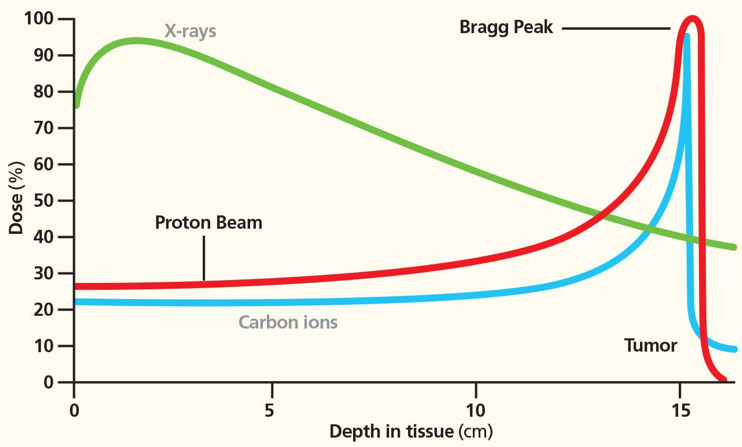 100
90
80
70
60
50
40
30
20
10
0
Dose (%)
X-rays
Bragg Peak
Proton Beam
Carbon ions
Tumor
0
5
10
15
Depth in tissue (cm)